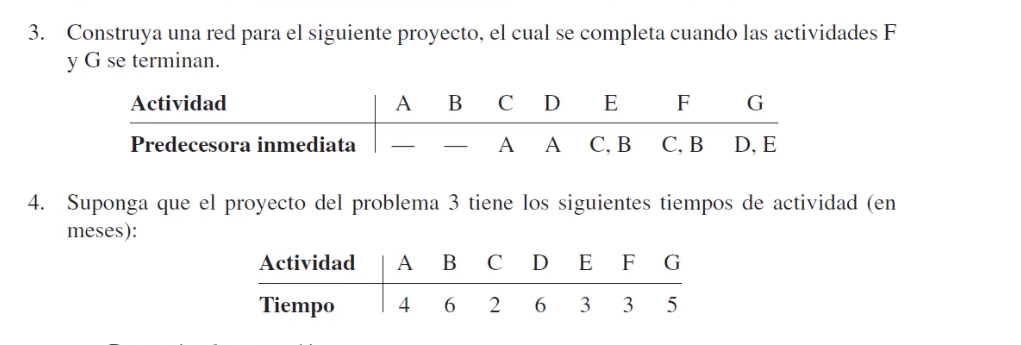 3. Construya una red para el siguiente proyecto, el cual se completa cuando las actividades F
y G se terminan.
Actividad A B C D E F G
Predecesora inmediata — — A A C, B C, B D, E
4. Suponga que el proyecto del problema 3 tiene los siguientes tiempos de actividad (en
meses):
Actividad A B C D E F G
Tiempo 4 6 2 6 3 3 5